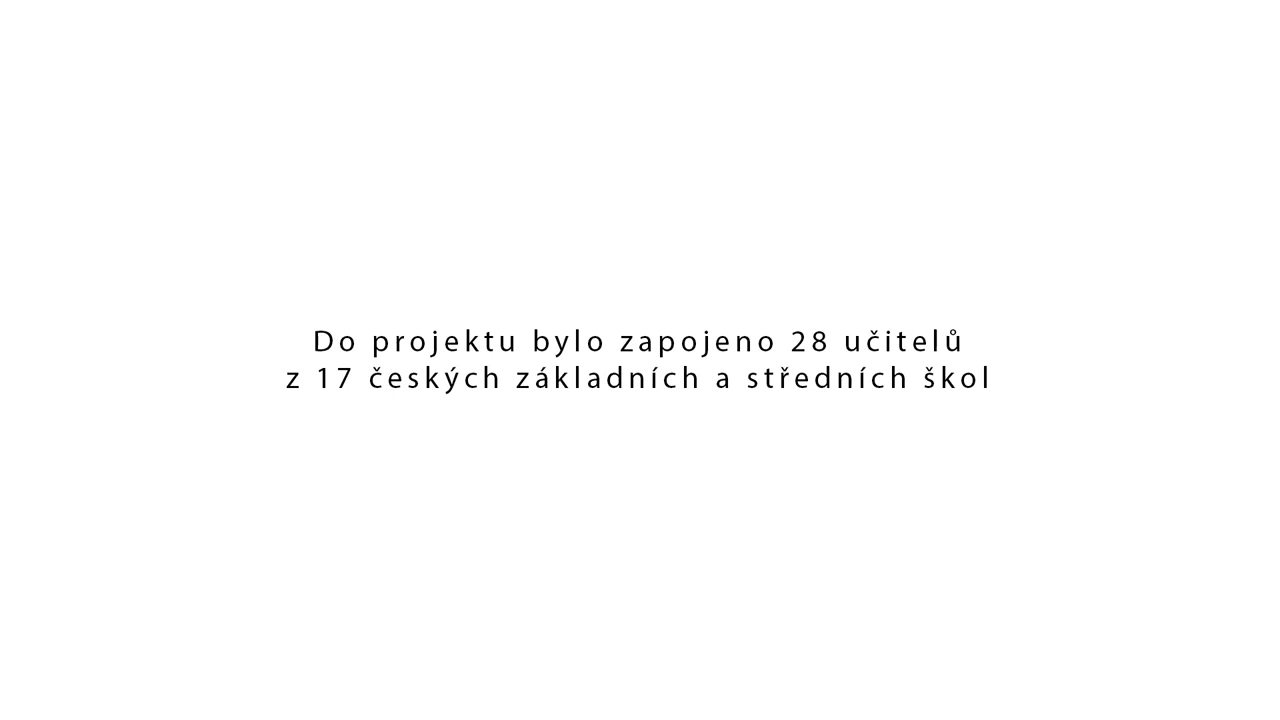 Do projektu bylo zapojeno 28 učitelů
z 17 českých základních a středních škol